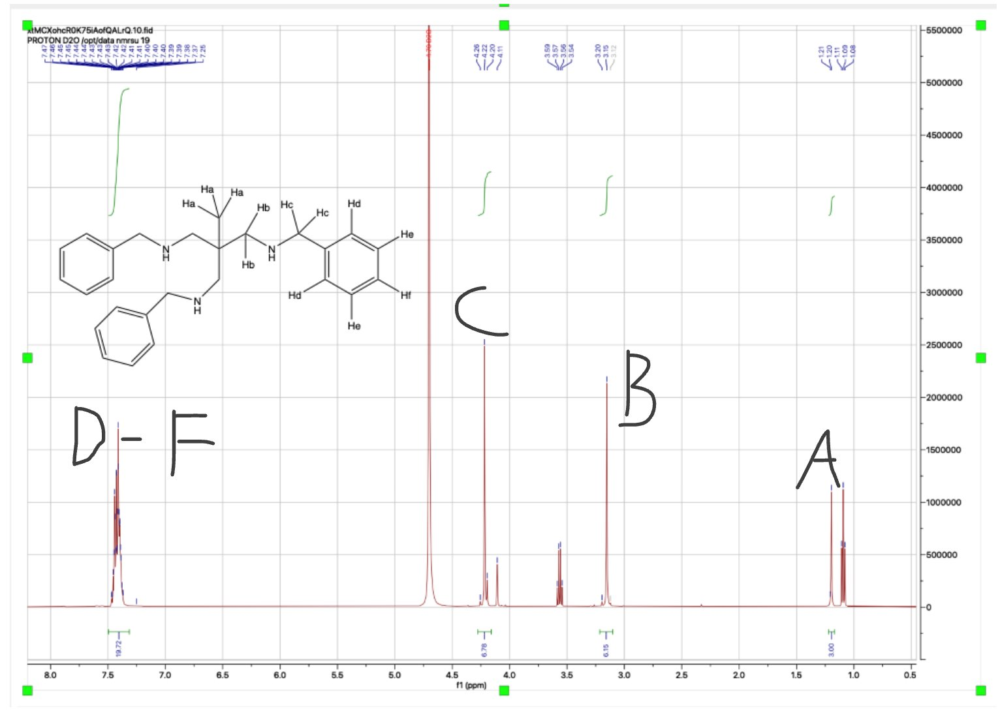 xtMCXohcR0K75iAofQALrQ.10.fid
PROTON D2O /opt/data nmrsu 19
7.47 7.46 7.45 7.45 7.44 7.44 7.43 7.43 7.43 7.42 7.42 7.41 7.41 7.40 7.40 7.40 7.39 7.39 7.38 7.37 7.25
4.70 D2O
4.26 4.22 4.20 4.11
3.59 3.57 3.56 3.54
3.20 3.15 3.12
1.21 1.20 1.11 1.09 1.08
5500000
5000000
4500000
4000000
3500000
3000000
2500000
2000000
1500000
1000000
500000
0
Ha Ha
Ha Hb Hc Hc Hd
He
N
H
N
H
Hb
Hd Hf
N
H
He
C
B
D-F
A
19.72 6.78 6.15 3.00
8.0 7.5 7.0 6.5 6.0 5.5 5.0 4.5 4.0 3.5 3.0 2.5 2.0 1.5 1.0 0.5
f1 (ppm)